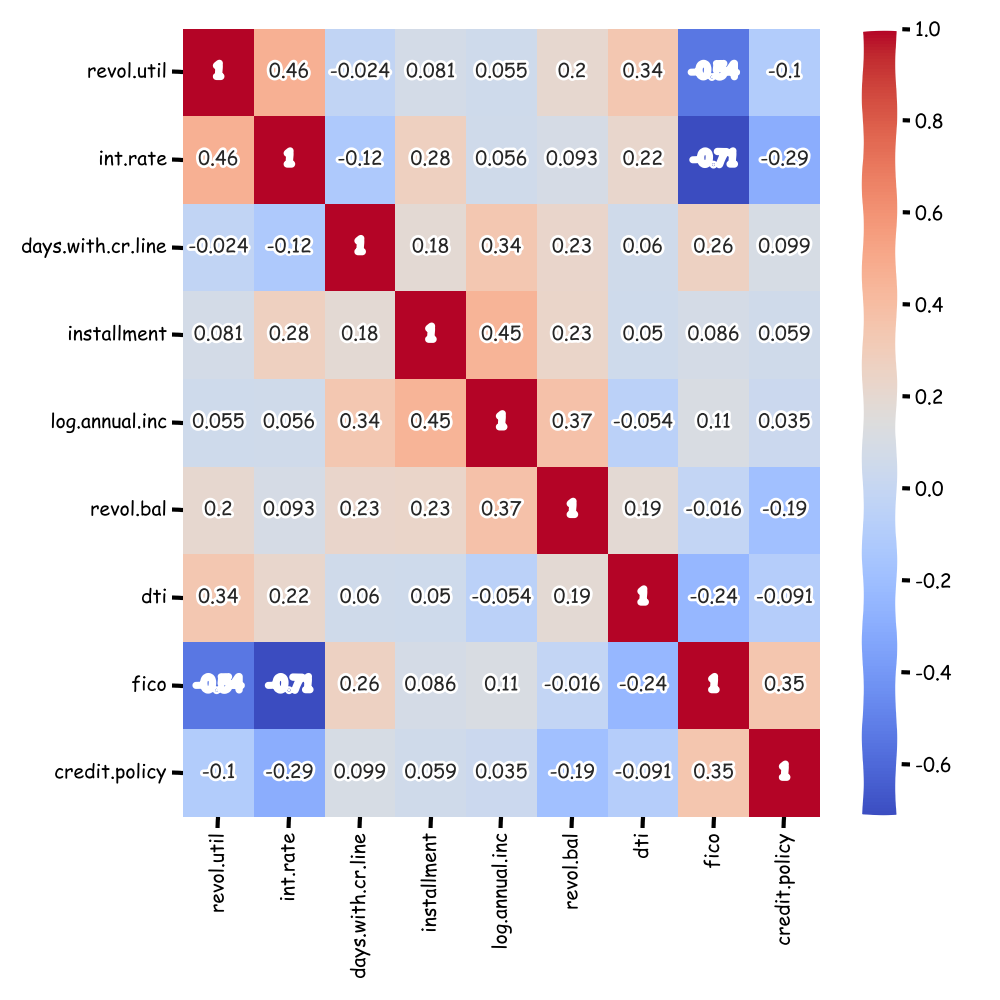 revol.util 1 0.46 -0.024 0.081 0.055 0.2 0.34 -0.54 -0.1
int.rate 0.46 1 -0.12 0.28 0.056 0.093 0.22 -0.71 -0.29
days.with.cr.line -0.024 -0.12 1 0.18 0.34 0.23 0.06 0.26 0.099
installment 0.081 0.28 0.18 1 0.45 0.23 0.05 0.086 0.059
log.annual.inc 0.055 0.056 0.34 0.45 1 0.37 -0.054 0.11 0.035
revol.bal 0.2 0.093 0.23 0.23 0.37 1 0.19 -0.016 -0.19
dti 0.34 0.22 0.06 0.05 -0.054 0.19 1 -0.24 -0.091
fico -0.54 -0.71 0.26 0.086 0.11 -0.016 -0.24 1 0.35
credit.policy -0.1 -0.29 0.099 0.059 0.035 -0.19 -0.091 0.35 1
revol.util
int.rate
days.with.cr.line
installment
log.annual.inc
revol.bal
dti
fico
credit.policy
1.0
0.8
0.6
0.4
0.2
0.0
-0.2
-0.4
-0.6